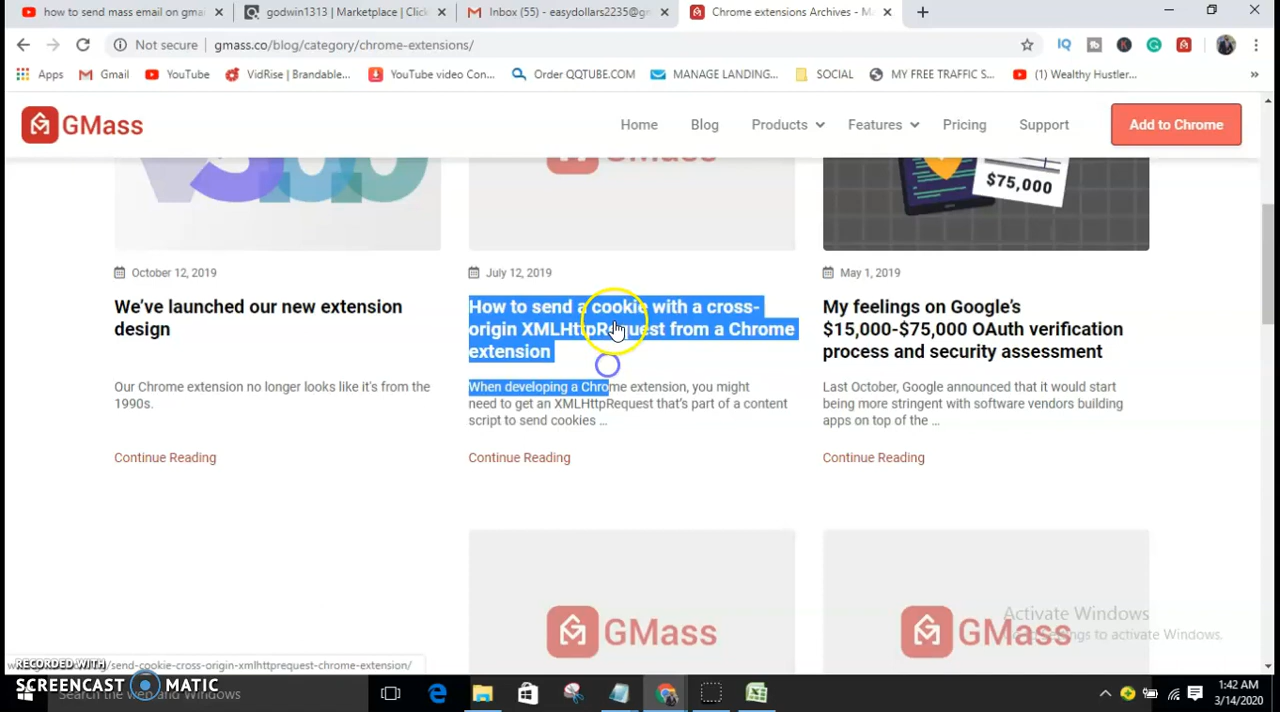 how to send mass email on gma
godwin1313 | Marketplace | Click
Inbox (55) - easydollars2235@g
Chrome extensions Archives - M
Not secure | gmass.co/blog/category/chrome-extensions/
Apps
Gmail
YouTube
VidRise | Brandable...
YouTube video Con...
Order QQTUBE.COM
MANAGE LANDING...
SOCIAL
MY FREE TRAFFIC S...
(1) Wealthy Hustler...
GMass
Home
Blog
Products
Features
Pricing
Support
Add to Chrome
$75,000
October 12, 2019
We've launched our new extension
design
Our Chrome extension no longer looks like it's from the
1990s.
Continue Reading
July 12, 2019
How to send a cookie with a cross-
origin XMLHttpRequest from a Chrome
extension
When developing a Chrome extension, you might
need to get an XMLHttpRequest that's part of a content
script to send cookies ...
Continue Reading
May 1, 2019
My feelings on Google's
$15,000-$75,000 OAuth verification
process and security assessment
Last October, Google announced that it would start
being more stringent with software vendors building
apps on top of the ...
Continue Reading
GMass
GMass
Activate Windows
to activate Windows.
/send-cookie-cross-origin-xmlhttprequest-chrome-extension/
RECORDED WITH
SCREENCAST MATIC
Search the web and Windows
1:42 AM
3/14/2020